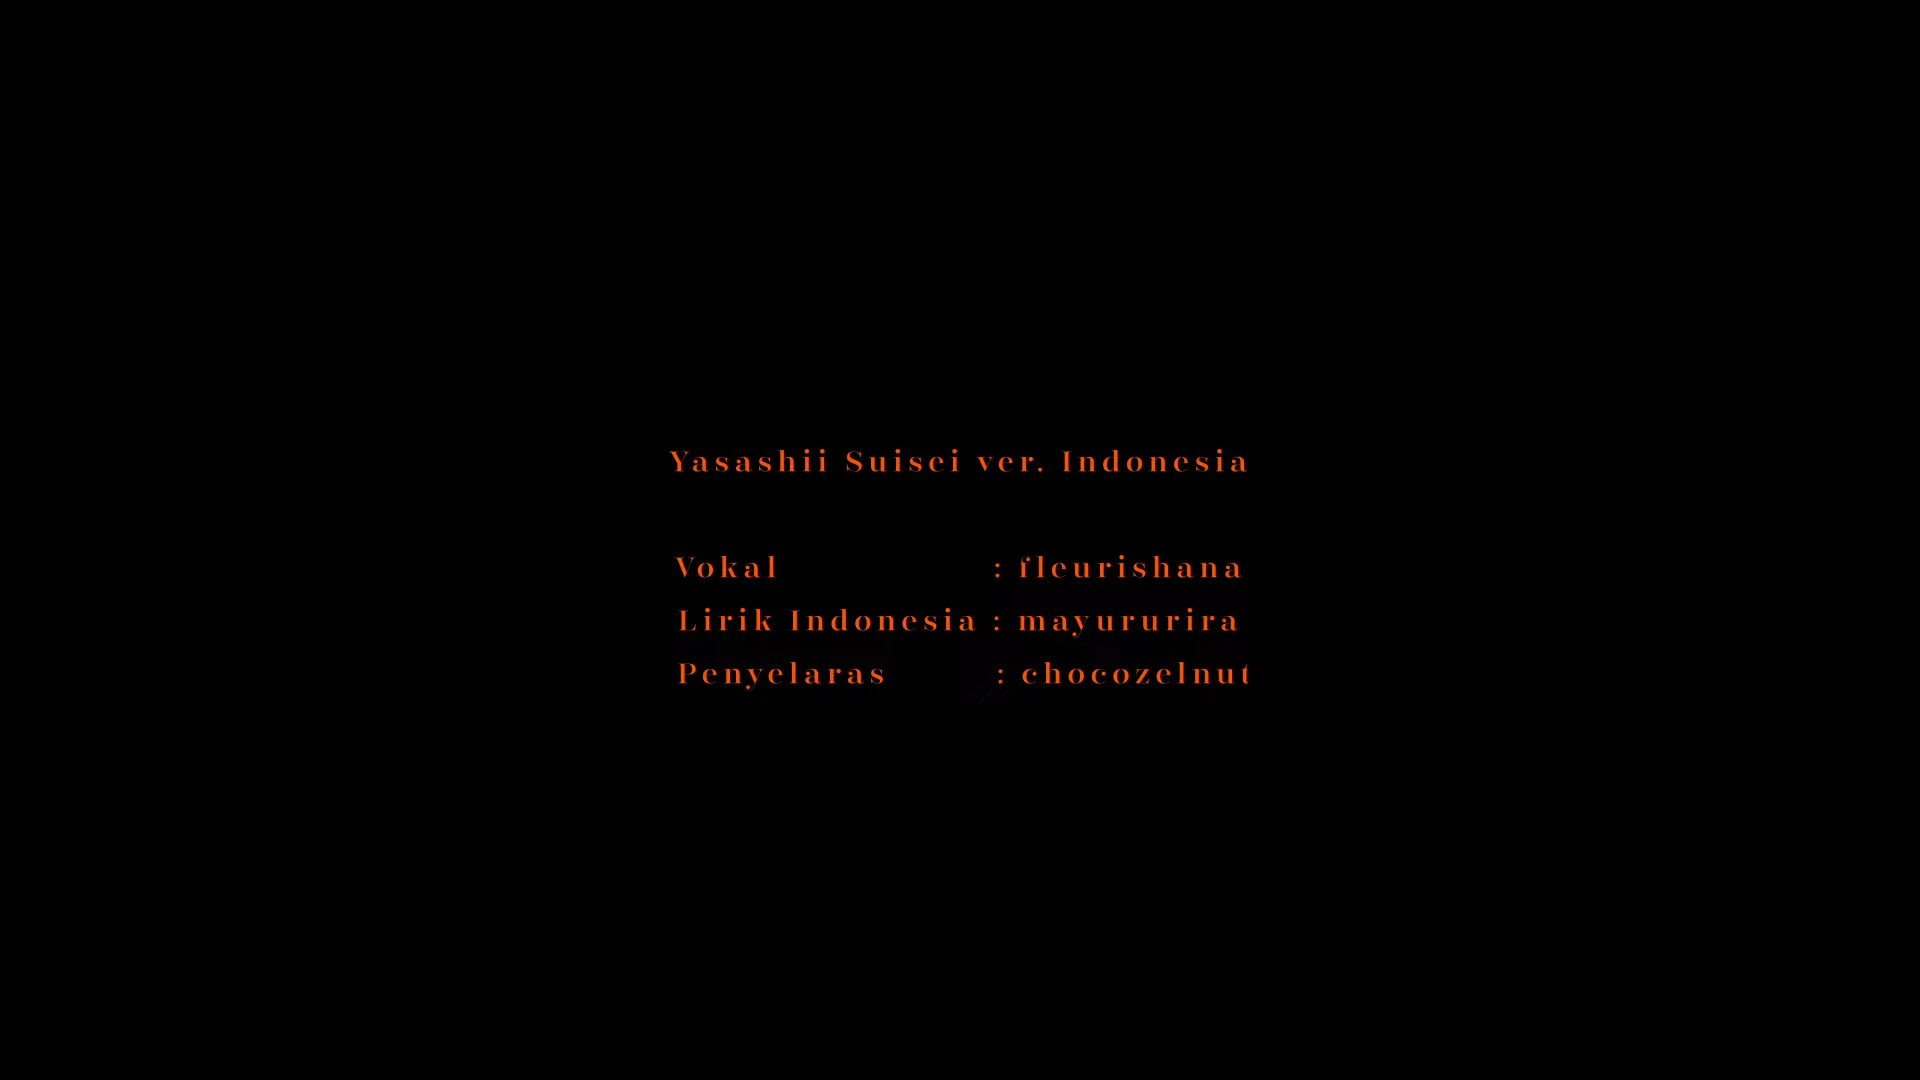 Yasashii Suisei ver. Indonesia
Vokal : fleurishana
Lirik Indonesia : mayururira
Penyelaras : chocozelnut